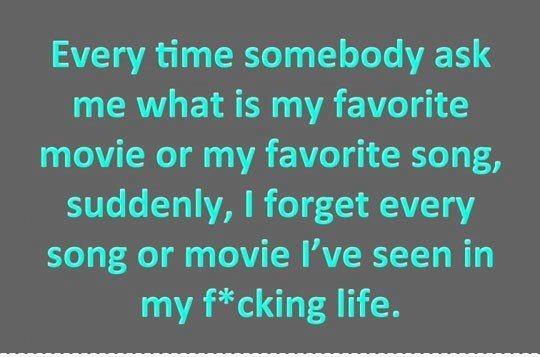 Every time somebody ask
me what is my favorite
movie or my favorite song,
suddenly, I forget every
song or movie I’ve seen in
my f*cking life.